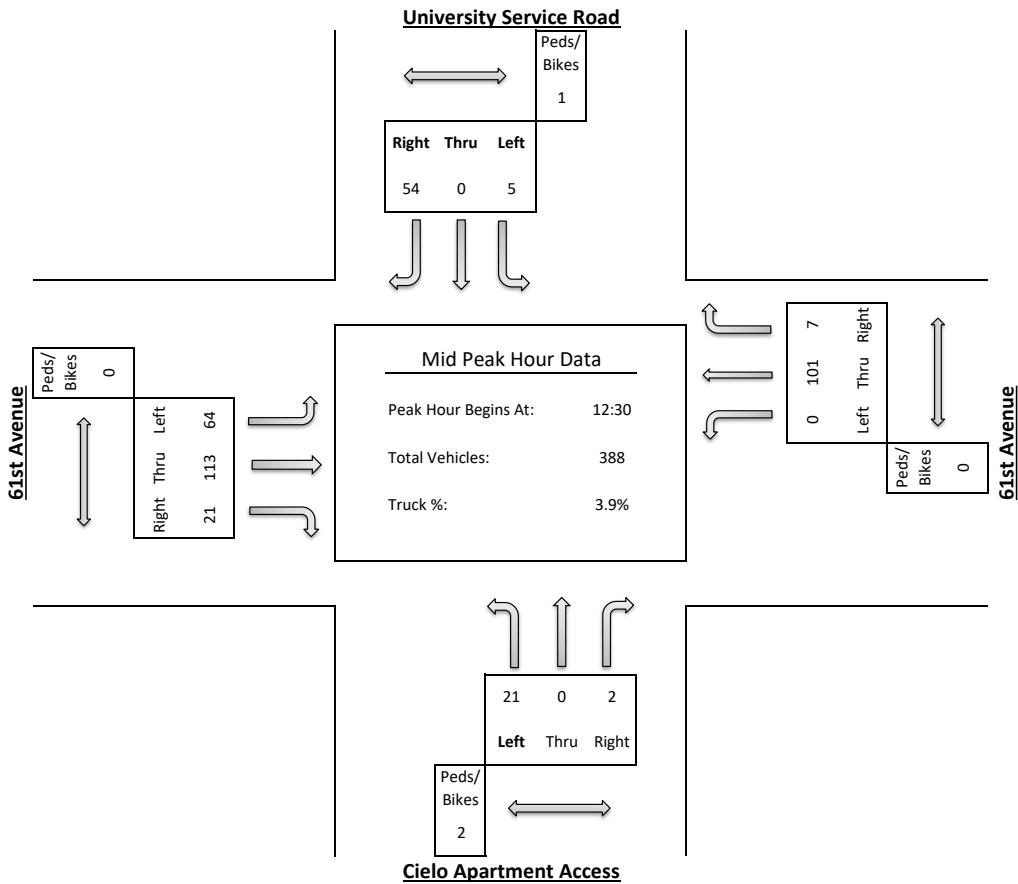 University Service Road
Peds/
Bikes
1
Right Thru Left
54 0 5
Peds/
Bikes
0
61st Avenue
Left 64
Thru 113
Right 21
Mid Peak Hour Data
Peak Hour Begins At: 12:30
Total Vehicles: 388
Truck %: 3.9%
7 Right
101 Thru
0 Left
Peds/
Bikes
0
61st Avenue
21 0 2
Left Thru Right
Peds/
Bikes
2
Cielo Apartment Access